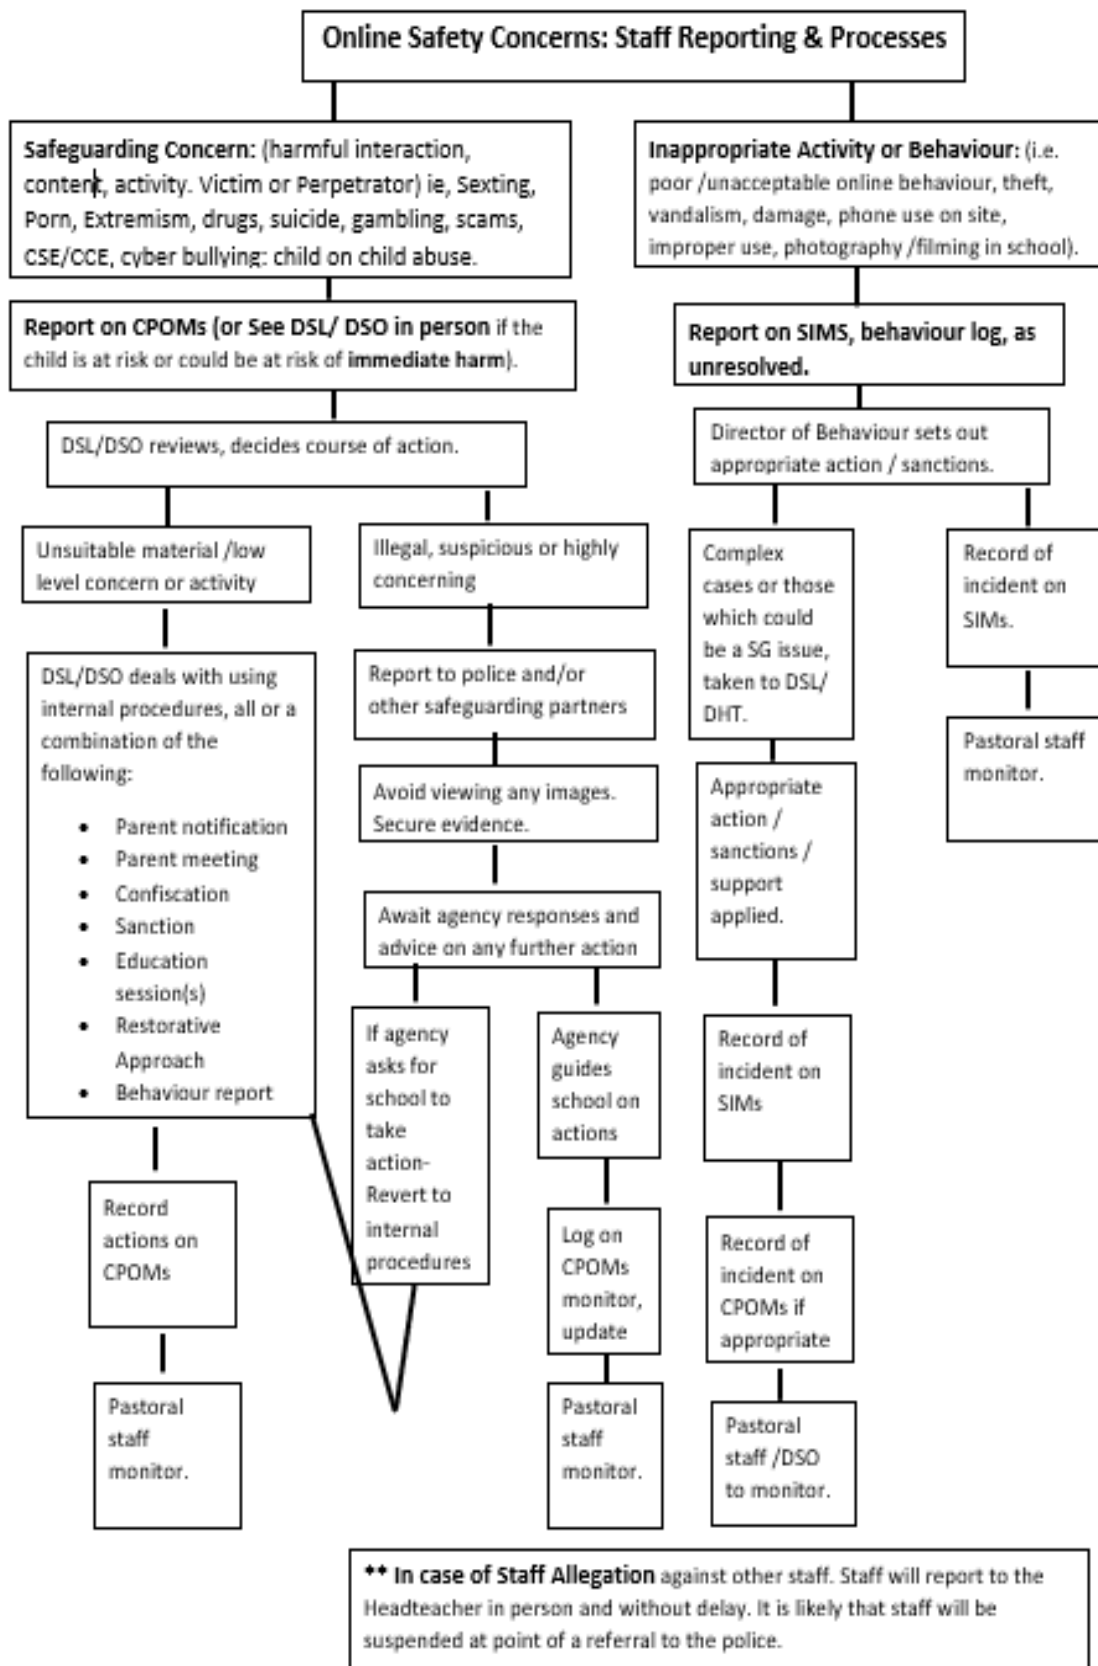 Online Safety Concerns: Staff Reporting & Processes
Safeguarding Concern: (harmful interaction,
content, activity. Victim or Perpetrator) ie, Sexting,
Porn, Extremism, drugs, suicide, gambling, scams,
CSE/CCE, cyber bullying: child on child abuse.
Inappropriate Activity or Behaviour: (i.e.
poor /unacceptable online behaviour, theft,
vandalism, damage, phone use on site,
improper use, photography /filming in school).
Report on CPOMs (or See DSL/ DSO in person if the
child is at risk or could be at risk of immediate harm).
Report on SIMS, behaviour log, as
unresolved.
DSL/DSO reviews, decides course of action.
Director of Behaviour sets out
appropriate action / sanctions.
Unsuitable material /low
level concern or activity
Illegal, suspicious or highly
concerning
Complex
cases or those
which could
be a SG issue,
taken to DSL/
DHT.
Record of
incident on
SIMs.
DSL/DSO deals with using
internal procedures, all or a
combination of the
following:
• Parent notification
• Parent meeting
• Confiscation
• Sanction
• Education
session(s)
• Restorative
Approach
• Behaviour report
Report to police and/or
other safeguarding partners
Pastoral staff
monitor.
Avoid viewing any images.
Secure evidence.
Appropriate
action /
sanctions /
support
applied.
Await agency responses and
advice on any further action
If agency
asks for
school to
take
action-
Revert to
internal
procedures
Agency
guides
school on
actions
Record of
incident on
SIMs
Record
actions on
CPOMs
Log on
CPOMs
monitor,
update
Record of
incident on
CPOMs if
appropriate
Pastoral
staff
monitor.
Pastoral
staff
monitor.
Pastoral
staff /DSO
to monitor.
** In case of Staff Allegation against other staff. Staff will report to the
Headteacher in person and without delay. It is likely that staff will be
suspended at point of a referral to the police.